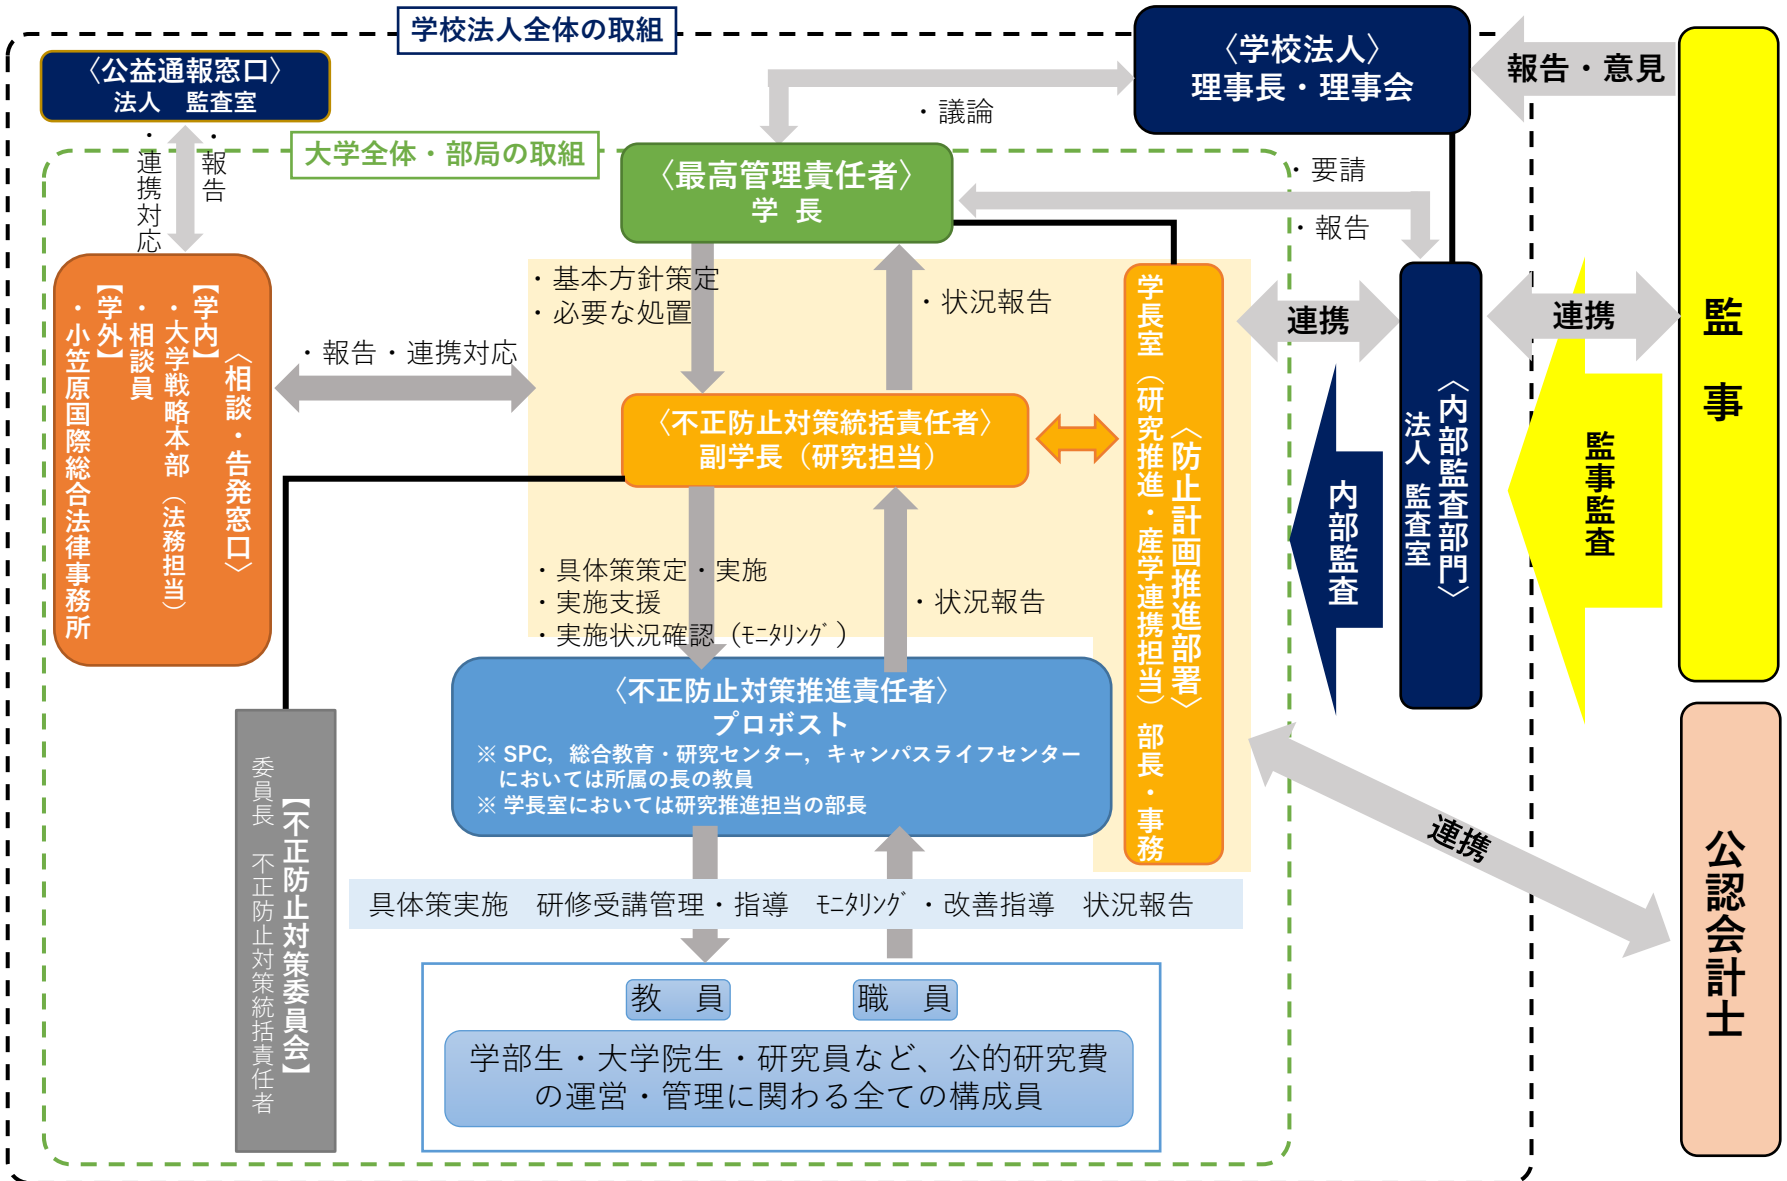 学校法人全体の取組
〈学校法人〉
理事長・理事会
報告・意見
〈公益通報窓口〉
法人　監査室
・議論
・報告
・連携対応
大学全体・部局の取組
〈最高管理責任者〉
学 長
・要請
・報告
〈相談・告発窓口〉
【学内】
・大学戦略本部（法務担当）
・相談員
【学外】
・小笠原国際総合法律事務所
・報告・連携対応
・基本方針策定
・必要な処置
・状況報告
〈防止計画推進部署〉
学長室（研究推進・産学連携担当）部長・事務
連携
〈内部監査部門〉
法人 監査室
連携
監　事
内部監査
監事監査
〈不正防止対策統括責任者〉
副学長（研究担当）
・具体策策定・実施
・実施支援
・実施状況確認（ﾓﾆﾀﾘﾝｸﾞ）
・状況報告
〈不正防止対策推進責任者〉
プロボスト
※ SPC，総合教育・研究センター，キャンパスライフセンター
においては所属の長の教員
※ 学長室においては研究推進担当の部長
【不正防止対策委員会】
委員長　不正防止対策統括責任者
連携
公認会計士
具体策実施　研修受講管理・指導　ﾓﾆﾀﾘﾝｸﾞ・改善指導　状況報告
教　員
職　員
学部生・大学院生・研究員など、公的研究費
の運営・管理に関わる全ての構成員